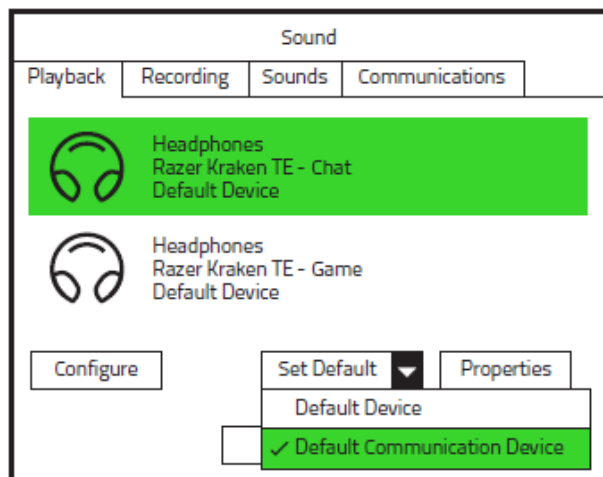 Sound
Playback Recording Sounds Communications
Headphones
Razer Kraken TE - Chat
Default Device
Headphones
Razer Kraken TE - Game
Default Device
Configure Set Default Properties
Default Device
✓ Default Communication Device